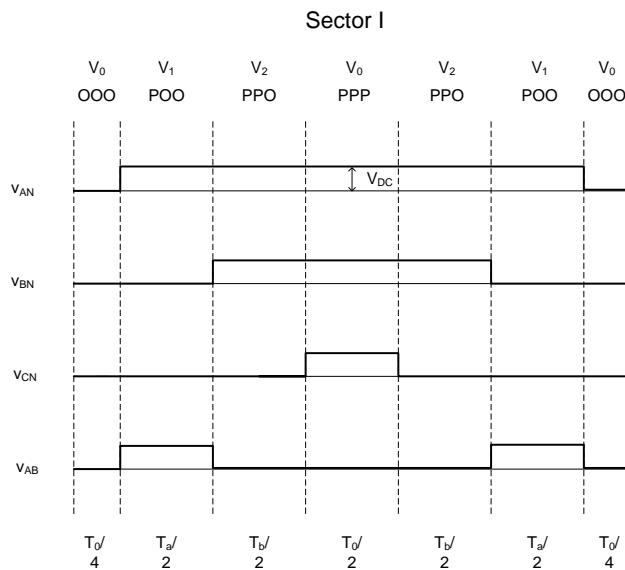 Sector I
V0 V1 V2 V0 V2 V1 V0
OOO POO PPO PPP PPO POO OOO
vAN
VDC
vBN
vCN
vAB
T0/ Ta/ Tb/ T0/ Tb/ Ta/ T0/
4 2 2 2 2 2 4